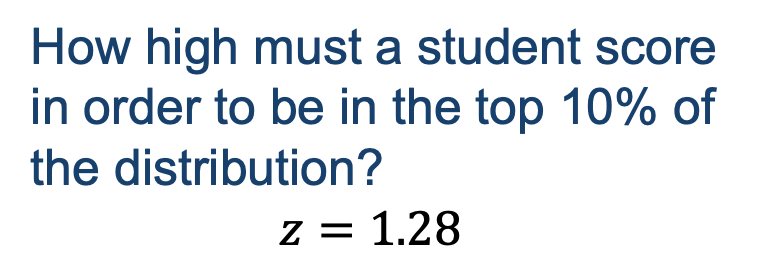 How high must a student score
in order to be in the top 10% of
the distribution?
z = 1.28